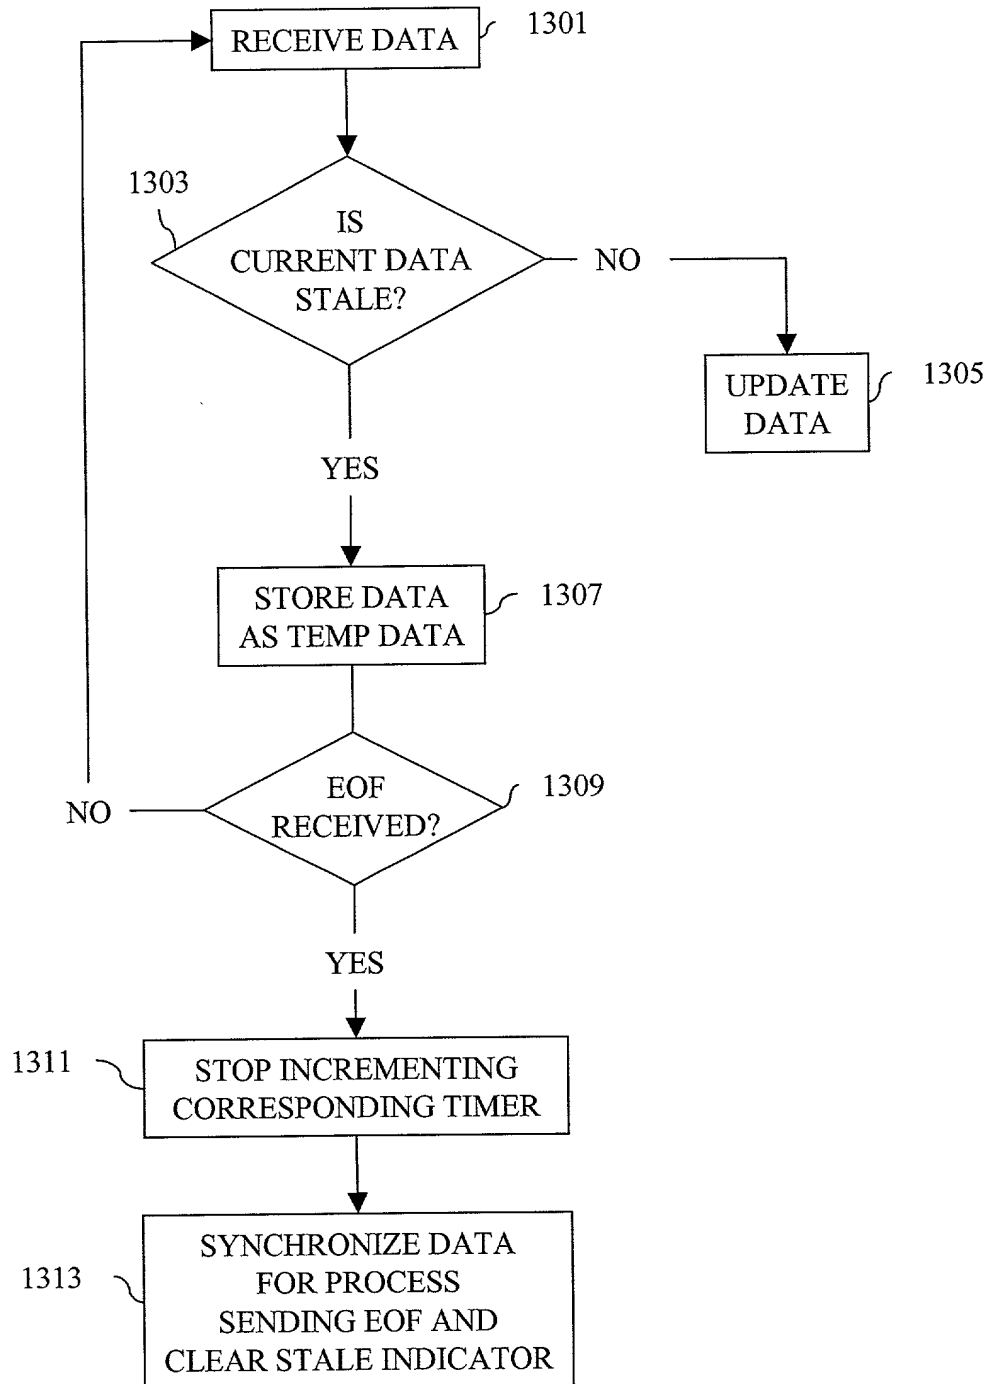 RECEIVE DATA
1301
1303
IS
CURRENT DATA
STALE?
NO
UPDATE
DATA
1305
YES
STORE DATA
AS TEMP DATA
1307
EOF
RECEIVED?
1309
NO
YES
1311
STOP INCREMENTING
CORRESPONDING TIMER
1313
SYNCHRONIZE DATA
FOR PROCESS
SENDING EOF AND
CLEAR STALE INDICATOR